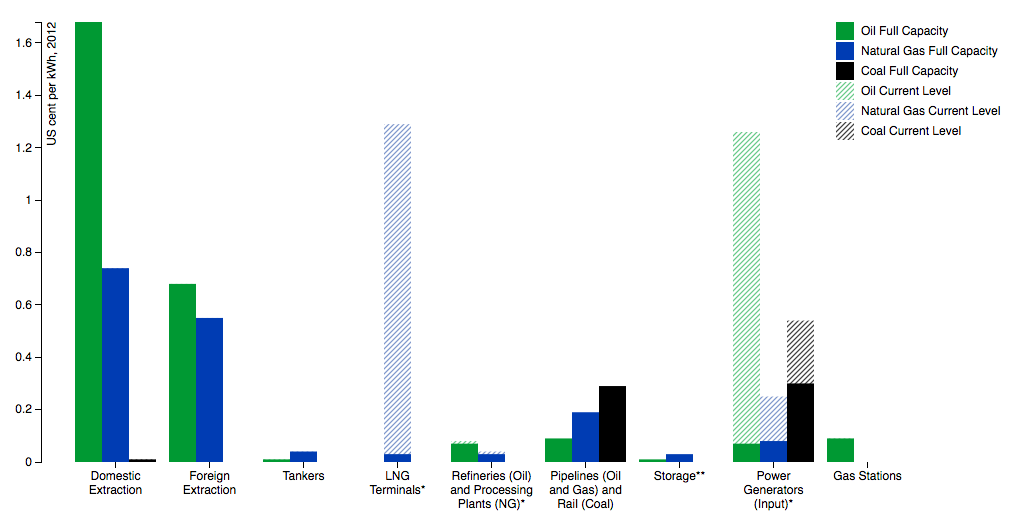 US cent per kWh, 2012
1.6
1.4
1.2
1
0.8
0.6
0.4
0.2
0
Oil Full Capacity
Natural Gas Full Capacity
Coal Full Capacity
Oil Current Level
Natural Gas Current Level
Coal Current Level
Domestic
Extraction
Foreign
Extraction
Tankers
LNG
Terminals*
Refineries (Oil)
and Processing
Plants (NG)*
Pipelines (Oil
and Gas) and
Rail (Coal)
Storage**
Power
Generators
(Input)*
Gas Stations